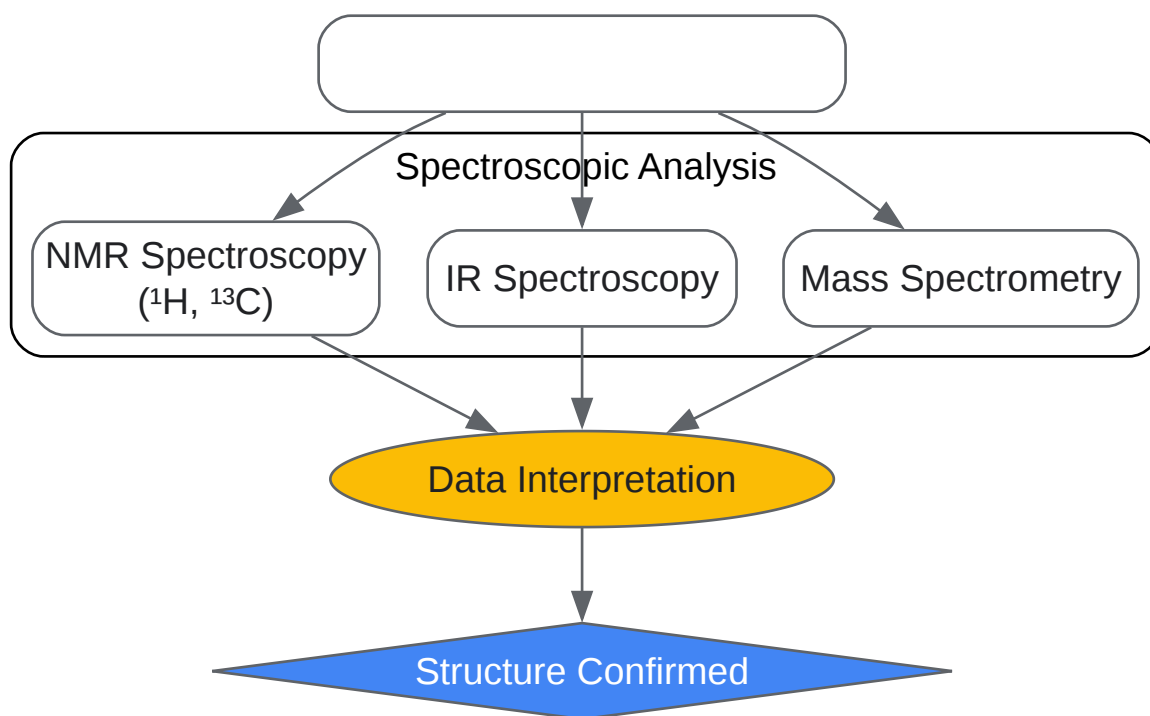 Spectroscopic Analysis
NMR Spectroscopy
(¹H, ¹³C)
IR Spectroscopy
Mass Spectrometry
Data Interpretation
Structure Confirmed